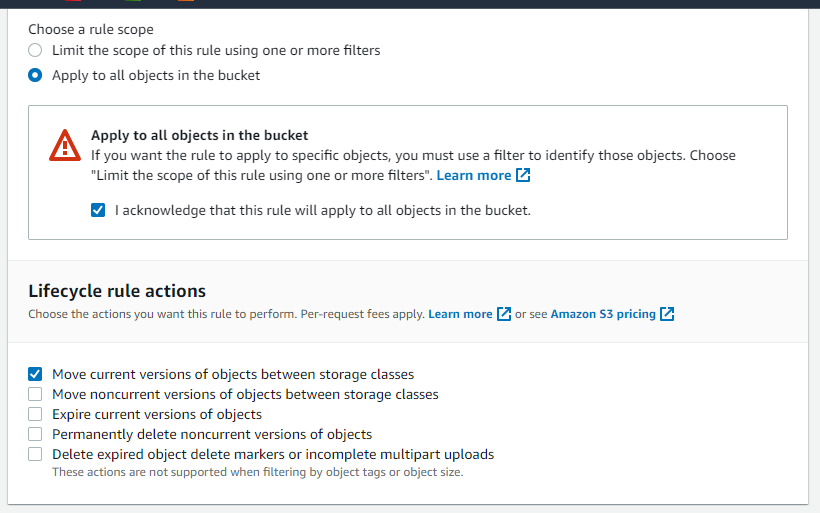 Choose a rule scope
Limit the scope of this rule using one or more filters
Apply to all objects in the bucket
Apply to all objects in the bucket
If you want the rule to apply to specific objects, you must use a filter to identify those objects. Choose
"Limit the scope of this rule using one or more filters". Learn more
I acknowledge that this rule will apply to all objects in the bucket.
Lifecycle rule actions
Choose the actions you want this rule to perform. Per-request fees apply. Learn more or see Amazon S3 pricing
Move current versions of objects between storage classes
Move noncurrent versions of objects between storage classes
Expire current versions of objects
Permanently delete noncurrent versions of objects
Delete expired object delete markers or incomplete multipart uploads
These actions are not supported when filtering by object tags or object size.